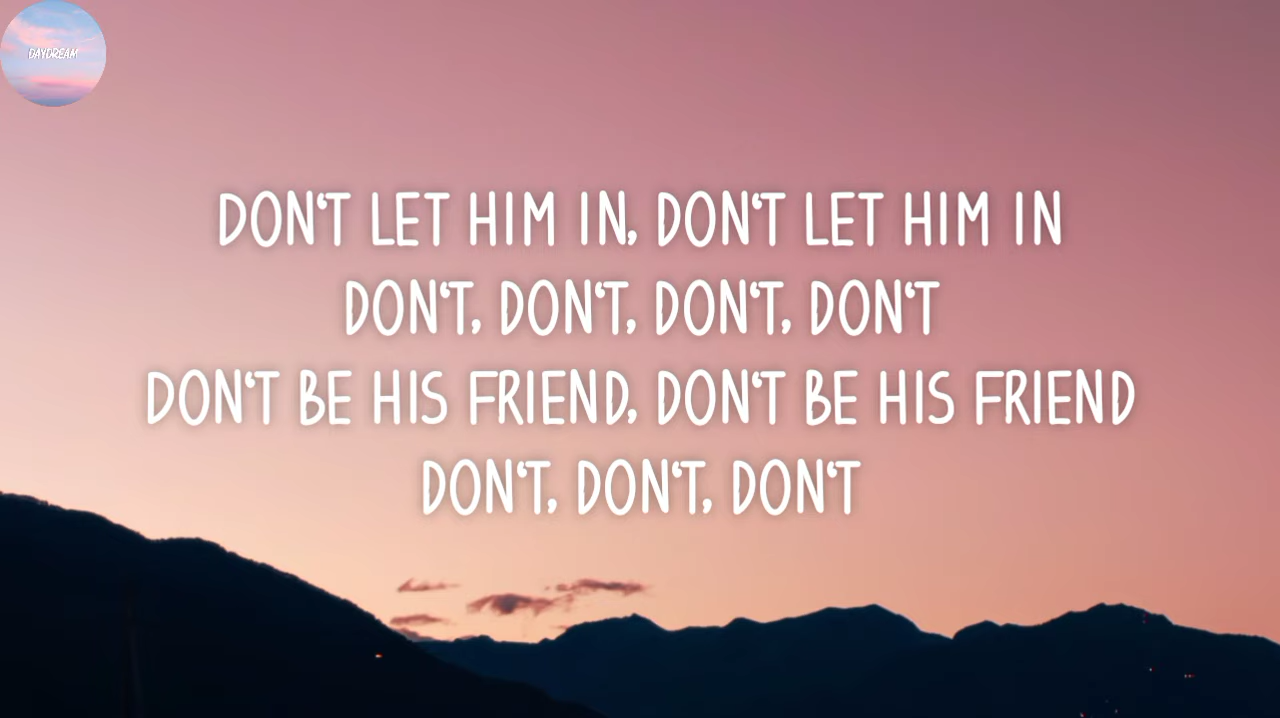 DAYDREAM
DON'T LET HIM IN, DON'T LET HIM IN
DON'T, DON'T, DON'T, DON'T
DON'T BE HIS FRIEND, DON'T BE HIS FRIEND
DON'T, DON'T, DON'T